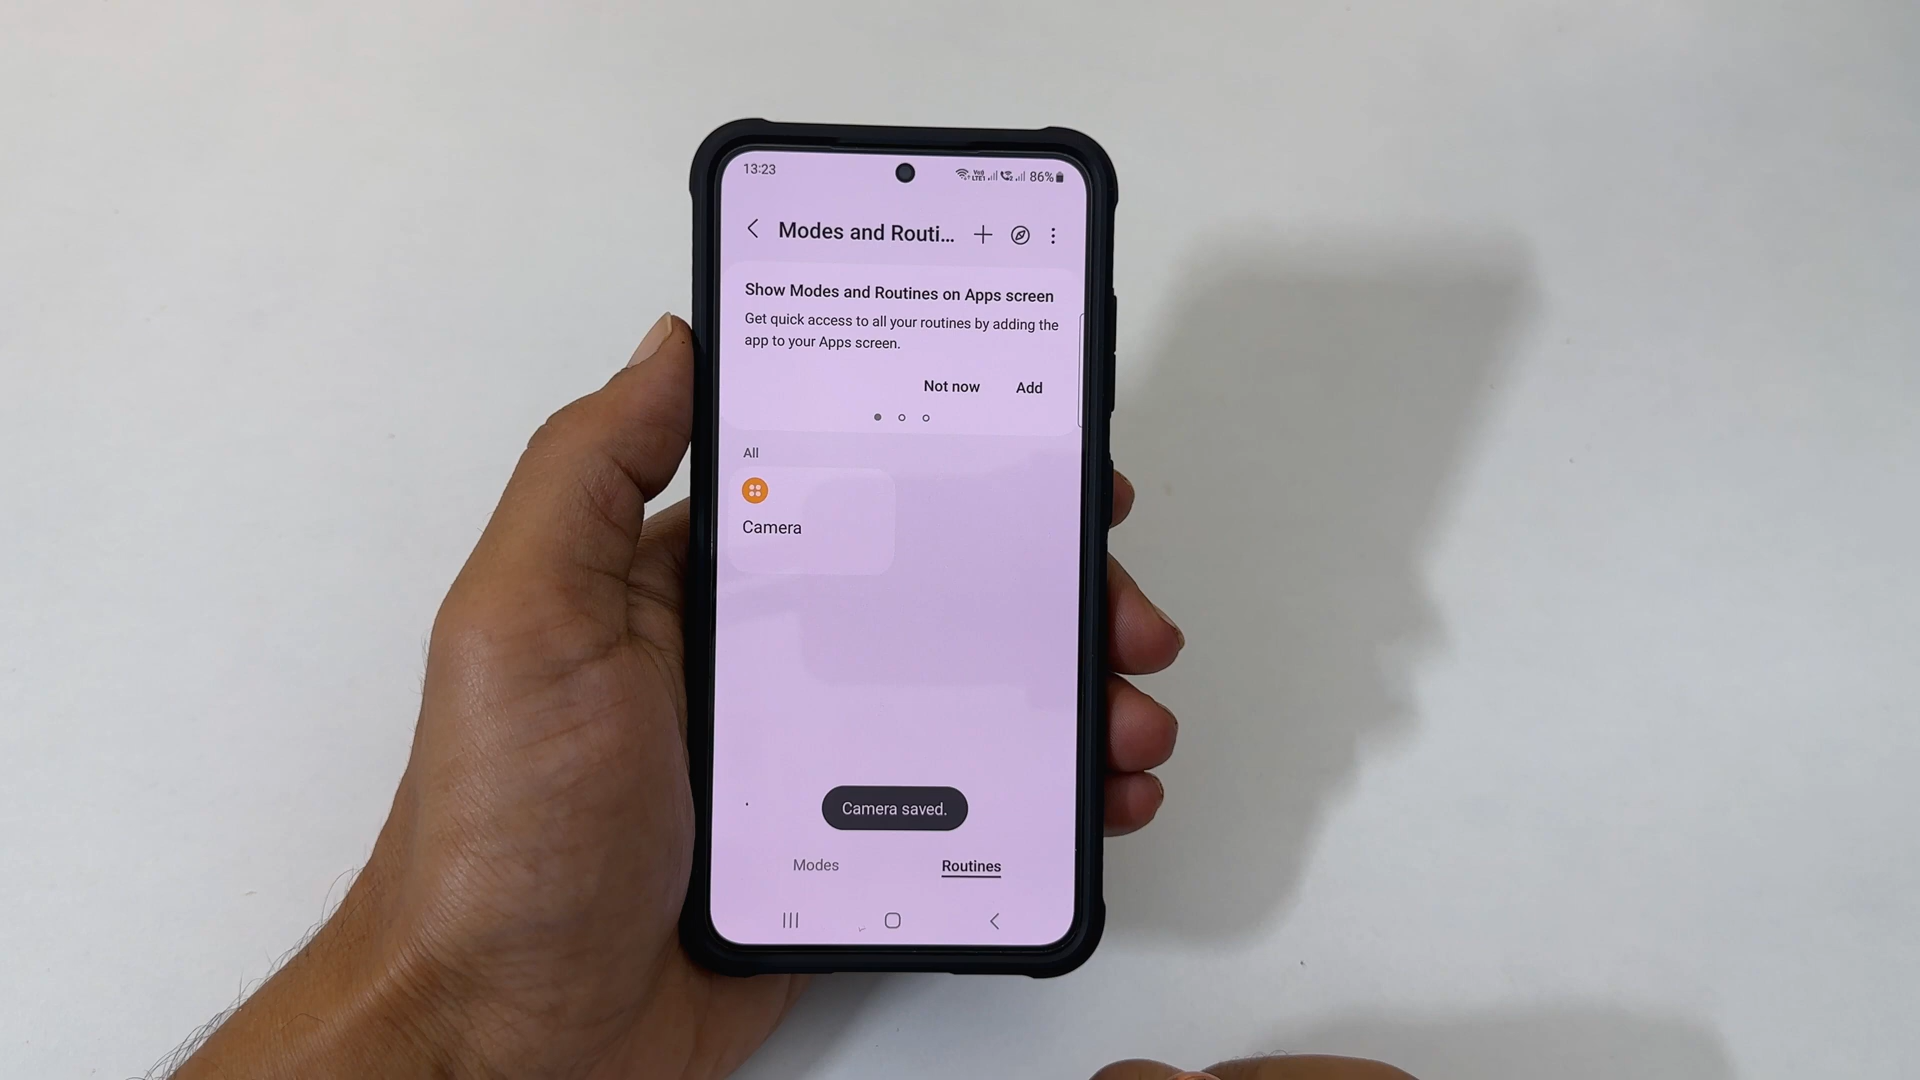 13:23
86%
Modes and Routi...
Show Modes and Routines on Apps screen
Get quick access to all your routines by adding the
app to your Apps screen.
Not now Add
All
Camera
Camera saved.
Modes Routines